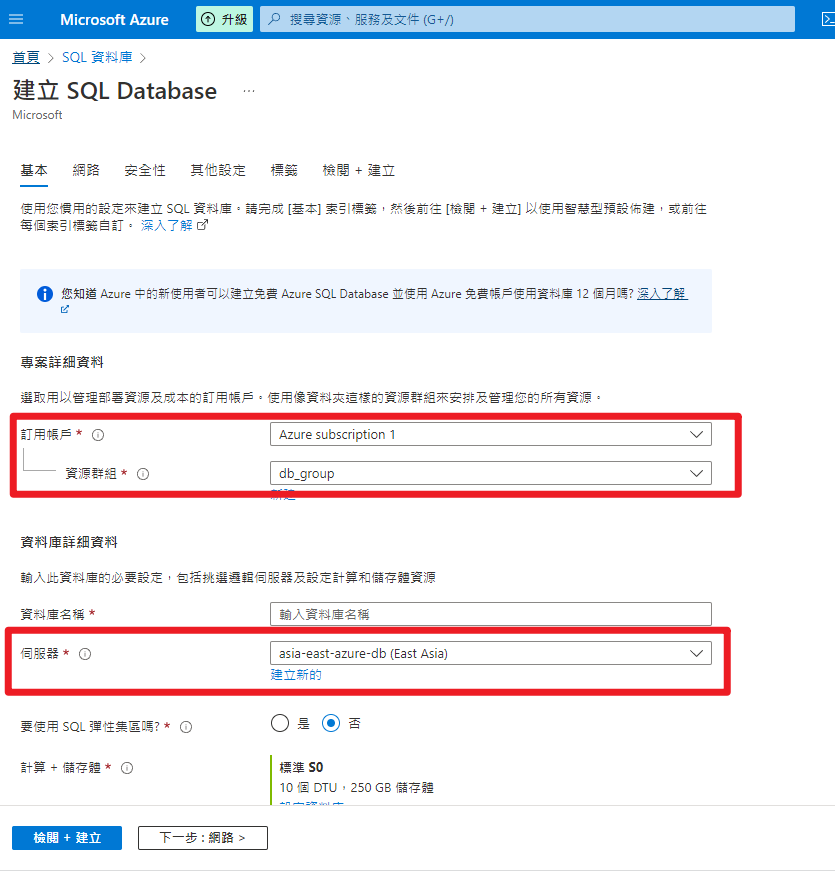 Microsoft Azure
升級
搜尋資源、服務及文件 (G+/)
首頁 > SQL 資料庫 >
建立 SQL Database ...
Microsoft
基本 網路 安全性 其他設定 標籤 檢閱 + 建立
使用您慣用的設定來建立 SQL 資料庫。請完成 [基本] 索引標籤，然後前往 [檢閱 + 建立] 以使用智慧型預設佈建，或前往
每個索引標籤自訂。 深入了解
您知道 Azure 中的新使用者可以建立免費 Azure SQL Database 並使用 Azure 免費帳戶使用資料庫 12 個月嗎? 深入了解
專案詳細資料
選取用以管理部署資源及成本的訂用帳戶。使用像資料夾這樣的資源群組來安排及管理您的所有資源。
訂用帳戶 * Azure subscription 1
資源群組 * db_group
新建
資料庫詳細資料
輸入此資料庫的必要設定，包括挑選邏輯伺服器及設定計算和儲存體資源
資料庫名稱 * 輸入資料庫名稱
伺服器 * asia-east-azure-db (East Asia)
建立新的
要使用 SQL 彈性集區嗎? * 是 否
計算 + 儲存體 * 標準 S0
10 個 DTU，250 GB 儲存體
設定資料庫
檢閱 + 建立 下一步 : 網路 >